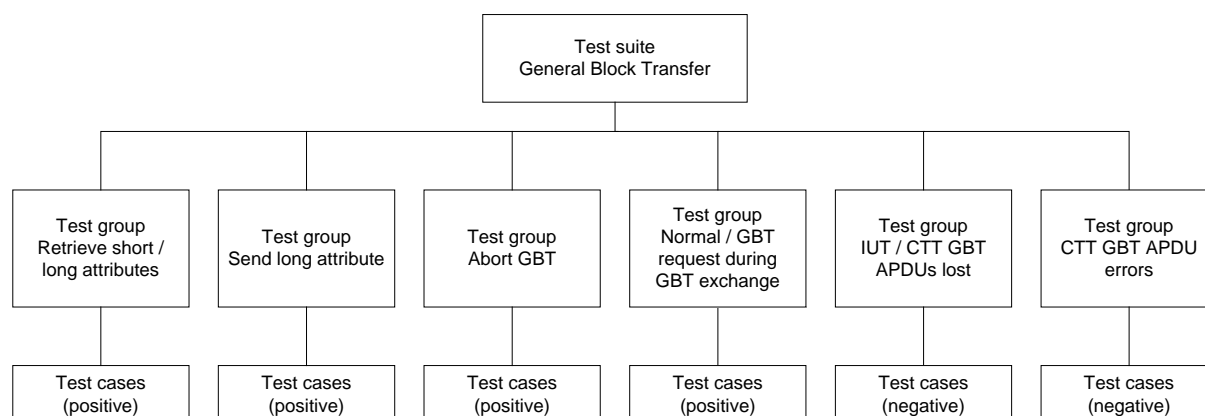 Test suite
General Block Transfer
Test group
Retrieve short /
long attributes
Test group
Send long attribute
Test group
Abort GBT
Test group
Normal / GBT
request during
GBT exchange
Test group
IUT / CTT GBT
APDUs lost
Test group
CTT GBT APDU
errors
Test cases
(positive)
Test cases
(positive)
Test cases
(positive)
Test cases
(positive)
Test cases
(negative)
Test cases
(negative)